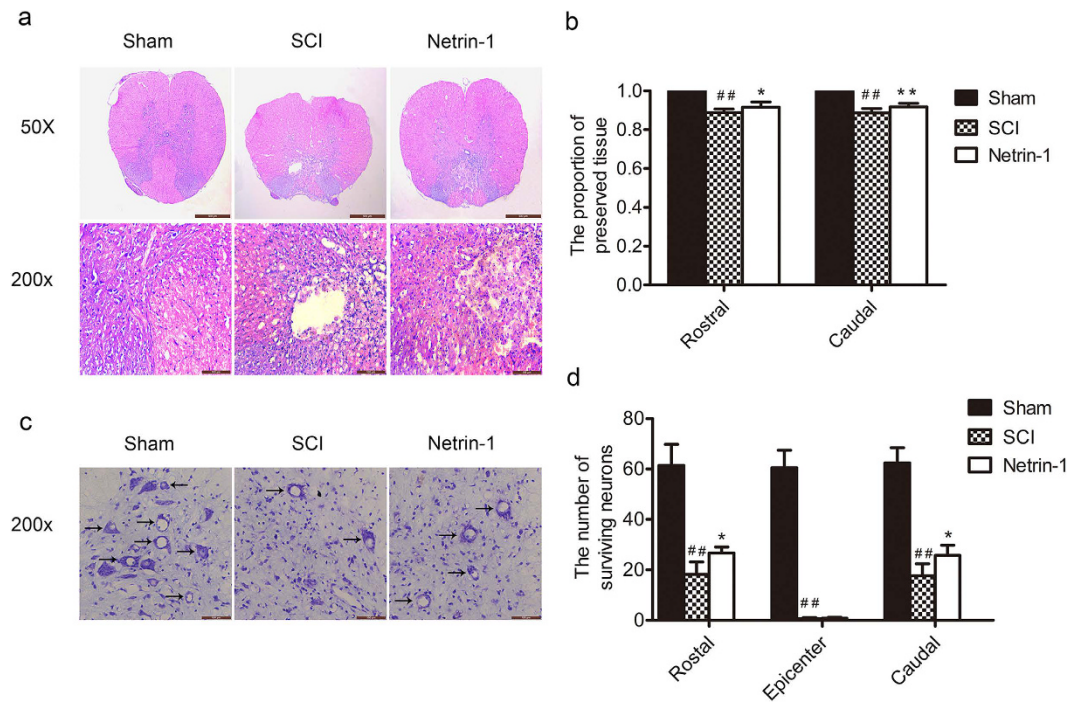 a
Sham SCI Netrin-1
50X
200x
b
The proportion of
preserved tissue
1.0
0.8
0.6
0.4
0.2
0.0
## * ## **
Rostral Caudal
Sham
SCI
Netrin-1
c
Sham SCI Netrin-1
200x
d
The number of
surviving neurons
80
60
40
20
0
## * ## ## *
Rostal Epicenter Caudal
Sham
SCI
Netrin-1